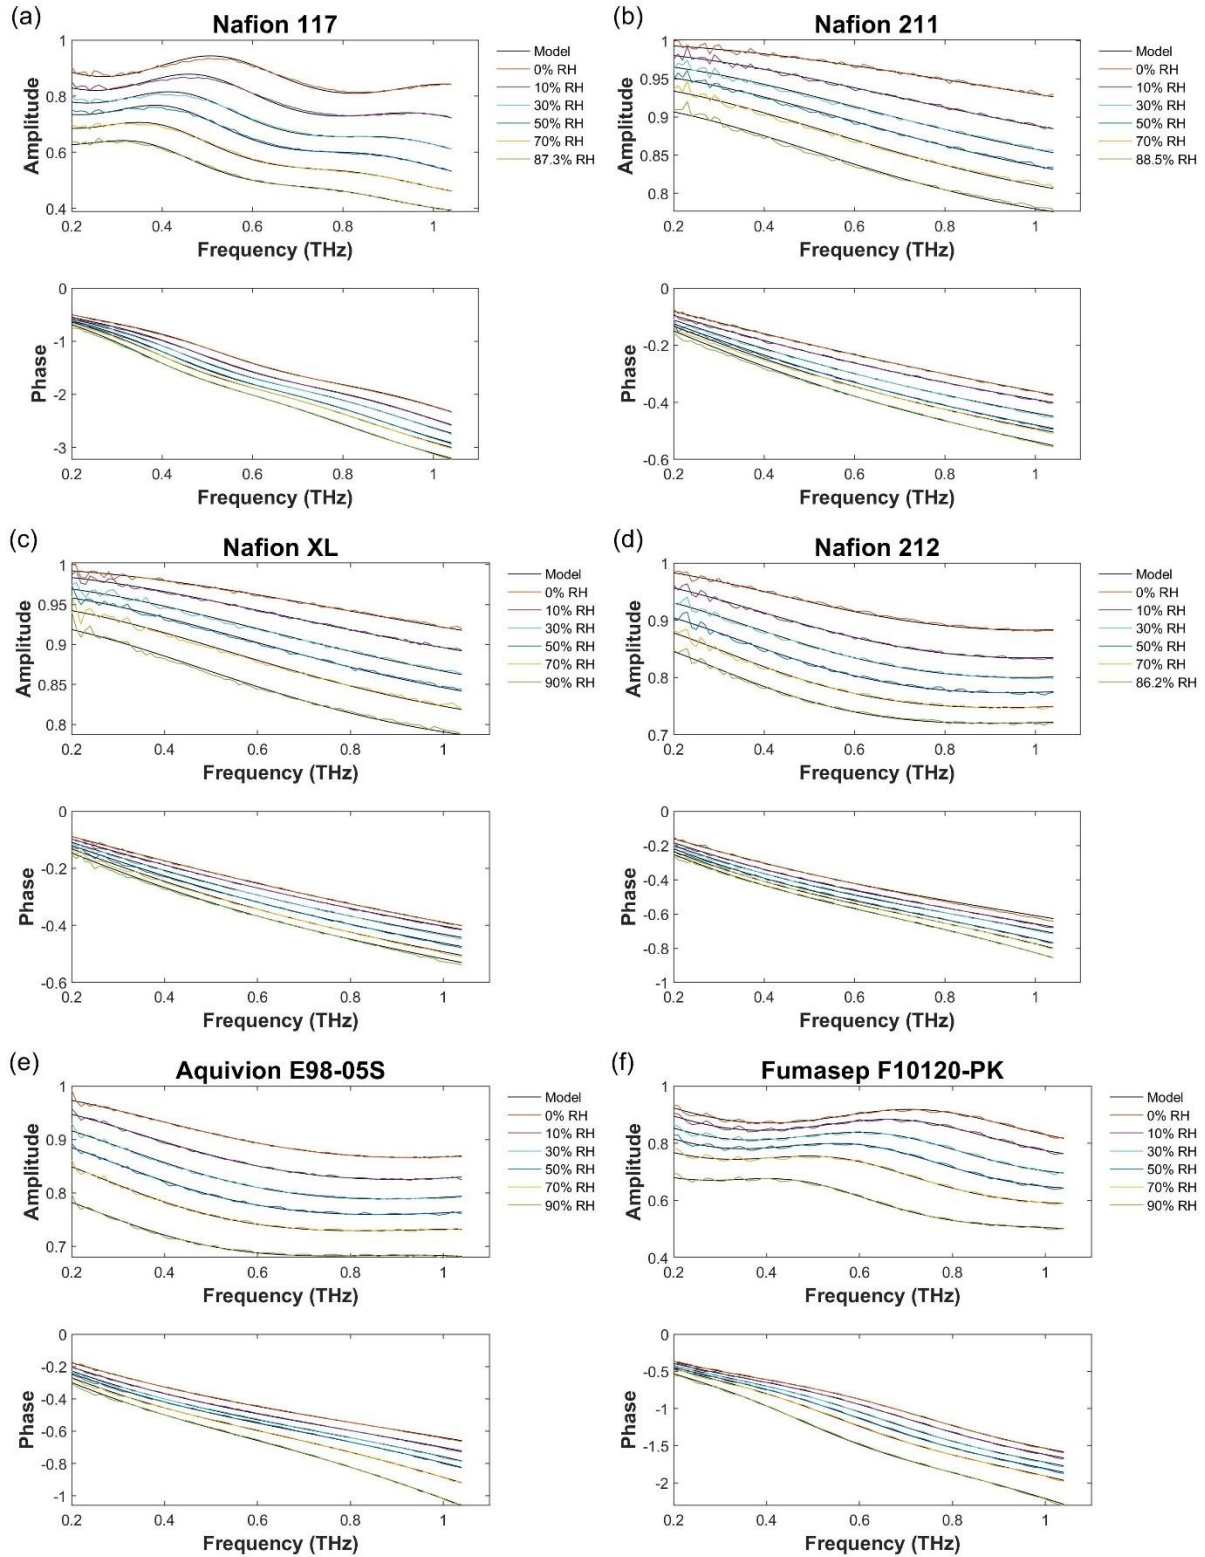 (a)
Nafion 117
1
0.8
0.6
0.4
Amplitude
0.2 0.4 0.6 0.8 1
Frequency (THz)
Model
0% RH
10% RH
30% RH
50% RH
70% RH
87.3% RH
0
-1
-2
-3
Phase
0.2 0.4 0.6 0.8 1
Frequency (THz)
(b)
Nafion 211
1
0.95
0.9
0.85
0.8
Amplitude
0.2 0.4 0.6 0.8 1
Frequency (THz)
Model
0% RH
10% RH
30% RH
50% RH
70% RH
88.5% RH
0
-0.2
-0.4
-0.6
Phase
0.2 0.4 0.6 0.8 1
Frequency (THz)
(c)
Nafion XL
1
0.95
0.9
0.85
0.8
Amplitude
0.2 0.4 0.6 0.8 1
Frequency (THz)
Model
0% RH
10% RH
30% RH
50% RH
70% RH
90% RH
0
-0.2
-0.4
-0.6
Phase
0.2 0.4 0.6 0.8 1
Frequency (THz)
(d)
Nafion 212
1
0.9
0.8
0.7
Amplitude
0.2 0.4 0.6 0.8 1
Frequency (THz)
Model
0% RH
10% RH
30% RH
50% RH
70% RH
86.2% RH
0
-0.2
-0.4
-0.6
-0.8
-1
Phase
0.2 0.4 0.6 0.8 1
Frequency (THz)
(e)
Aquivion E98-05S
1
0.9
0.8
0.7
Amplitude
0.2 0.4 0.6 0.8 1
Frequency (THz)
Model
0% RH
10% RH
30% RH
50% RH
70% RH
90% RH
0
-0.2
-0.4
-0.6
-0.8
-1
Phase
0.2 0.4 0.6 0.8 1
Frequency (THz)
(f)
Fumasep F10120-PK
1
0.8
0.6
0.4
Amplitude
0.2 0.4 0.6 0.8 1
Frequency (THz)
Model
0% RH
10% RH
30% RH
50% RH
70% RH
90% RH
0
-0.5
-1
-1.5
-2
Phase
0.2 0.4 0.6 0.8 1
Frequency (THz)